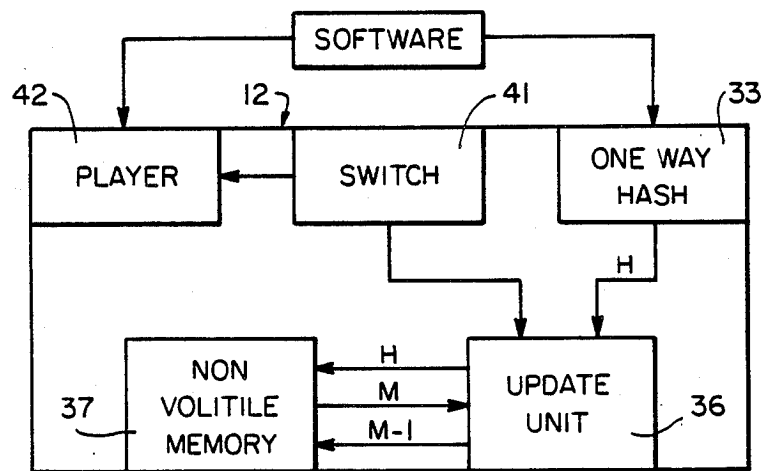 SOFTWARE
42
12
41
33
PLAYER
SWITCH
ONE WAY
HASH
H
NON
VOLITILE
MEMORY
37
H
M
M-1
UPDATE
UNIT
36